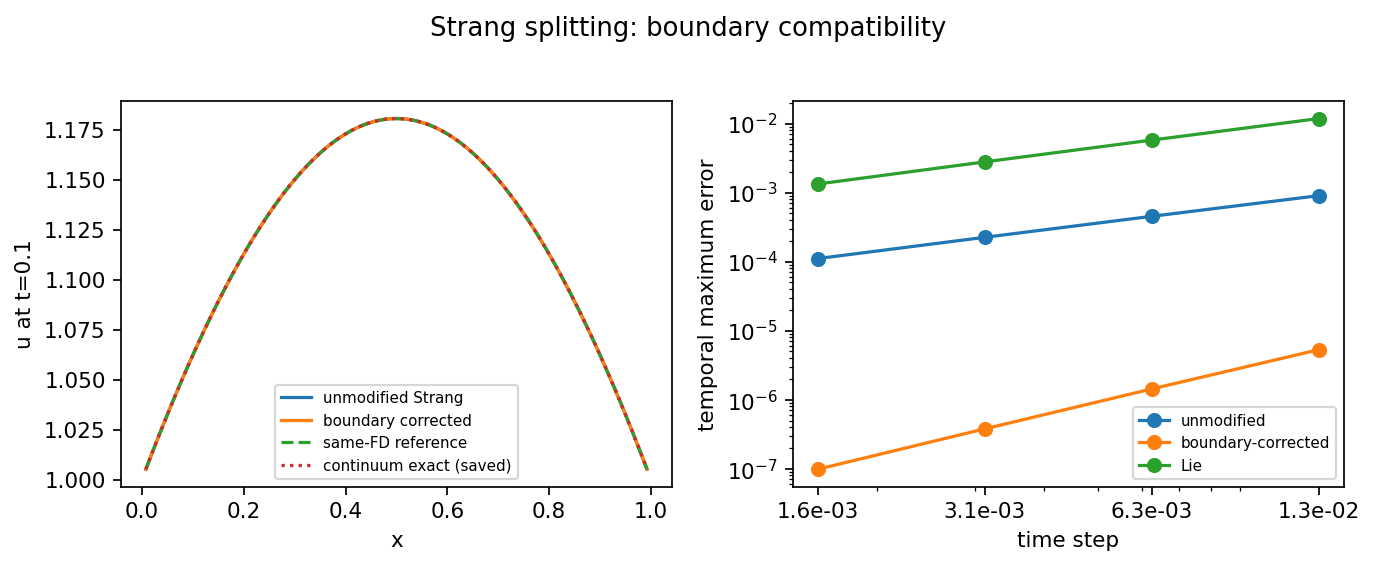 Strang splitting: boundary compatibility
u at t=0.1
1.175
1.150
1.125
1.100
1.075
1.050
1.025
1.000
0.0
0.2
0.4
0.6
0.8
1.0
x
unmodified Strang
boundary corrected
same-FD reference
continuum exact (saved)
temporal maximum error
10⁻²
10⁻³
10⁻⁴
10⁻⁵
10⁻⁶
10⁻⁷
1.6e-03
3.1e-03
6.3e-03
1.3e-02
time step
unmodified
boundary-corrected
Lie